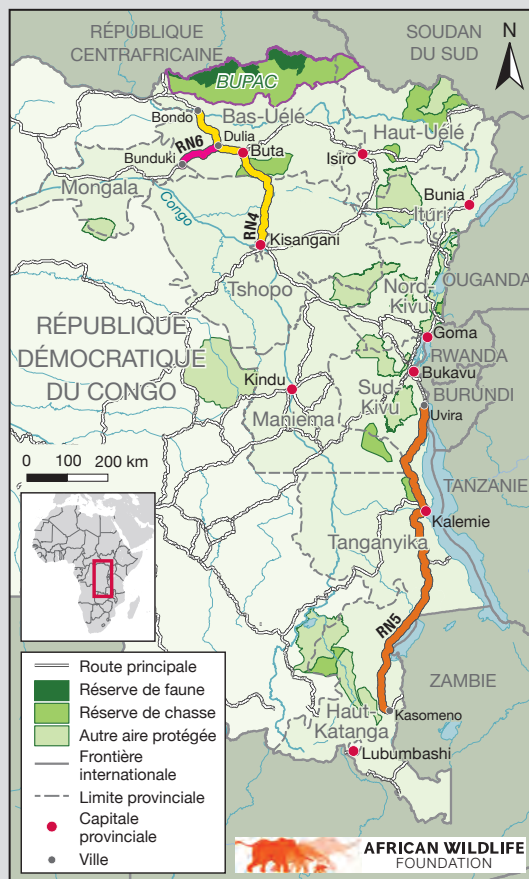 RÉPUBLIQUE
CENTRAFRICAINE
SOUDAN
DU SUD
N
BUPAC
Bondo
Bas-Uélé
Haut-Uélé
RN6
Dulia
Buta
Bunduki
Isiro
Mongala
Bunia
Congo
Ituri
RN4
Kisangani
OUGANDA
Tshopo
Nord-
Kivu
RÉPUBLIQUE
DÉMOCRATIQUE
DU CONGO
Goma
RWANDA
Bukavu
Kindu
Sud-
Kivu
BURUNDI
Maniema
Uvira
0 100 200 km
TANZANIE
Kalemie
Tanganyika
RN5
ZAMBIE
Haut-
Katanga
Kasomeno
Lubumbashi
Route principale
Réserve de faune
Réserve de chasse
Autre aire protégée
Frontière
internationale
Limite provinciale
Capitale
provinciale
Ville
AFRICAN WILDLIFE
FOUNDATION